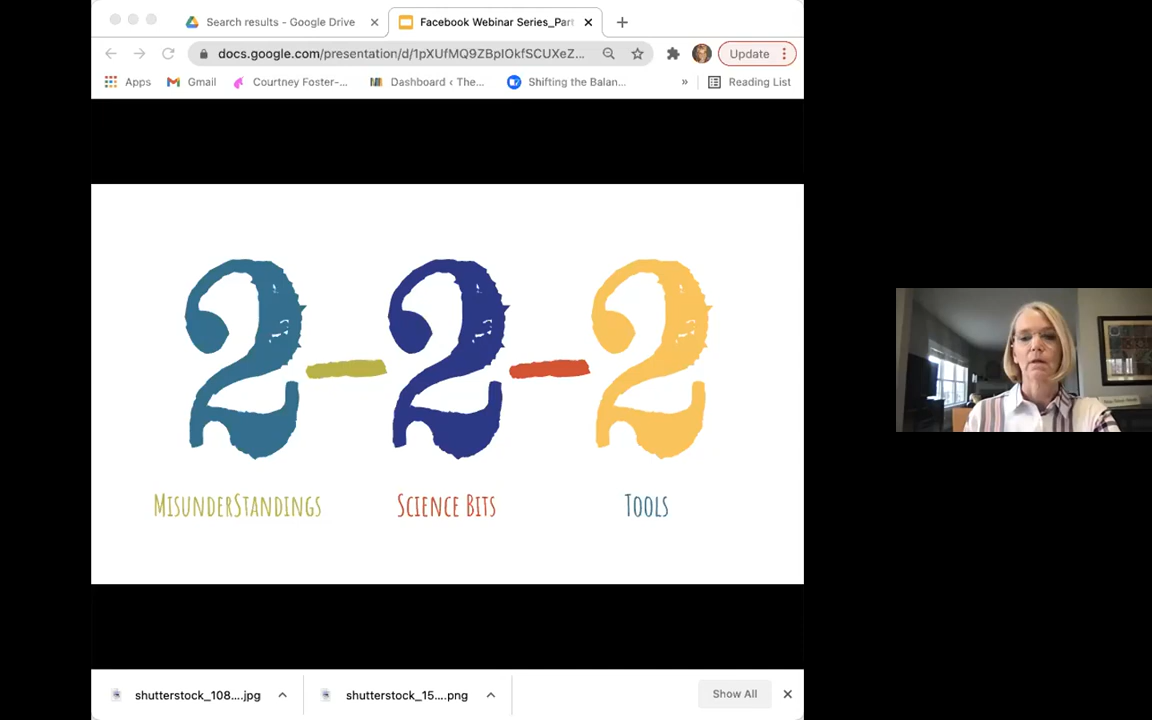 Search results - Google Drive
Facebook Webinar Series_Part
docs.google.com/presentation/d/1pXUfMQ9ZBpIOkfSCUXeZ...
Update
Apps
Gmail
Courtney Foster-...
Dashboard ‹ The...
Shifting the Balan...
»
Reading List
2 — 2 — 2
MisunderStandings
Science Bits
Tools
shutterstock_108....jpg
shutterstock_15....png
Show All